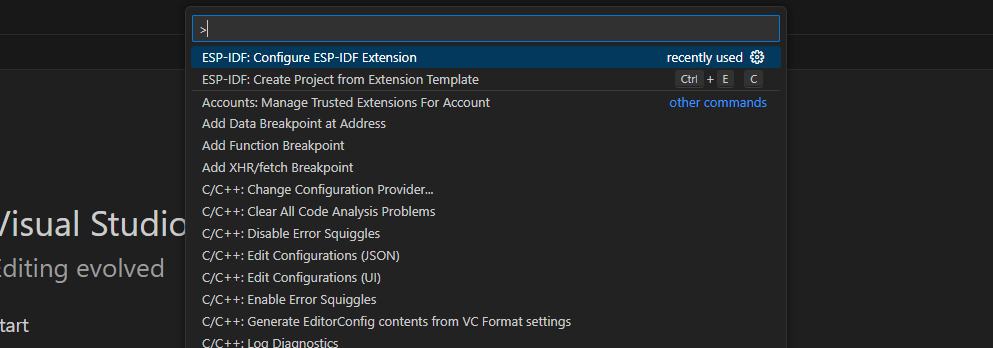 >
ESP-IDF: Configure ESP-IDF Extension recently used
ESP-IDF: Create Project from Extension Template Ctrl + E C
Accounts: Manage Trusted Extensions For Account other commands
Add Data Breakpoint at Address
Add Function Breakpoint
Add XHR/fetch Breakpoint
C/C++: Change Configuration Provider...
C/C++: Clear All Code Analysis Problems
Visual Studio
C/C++: Disable Error Squiggles
Editing evolved
C/C++: Edit Configurations (JSON)
C/C++: Edit Configurations (UI)
C/C++: Enable Error Squiggles
tart
C/C++: Generate EditorConfig contents from VC Format settings
C/C++: Log Diagnostics